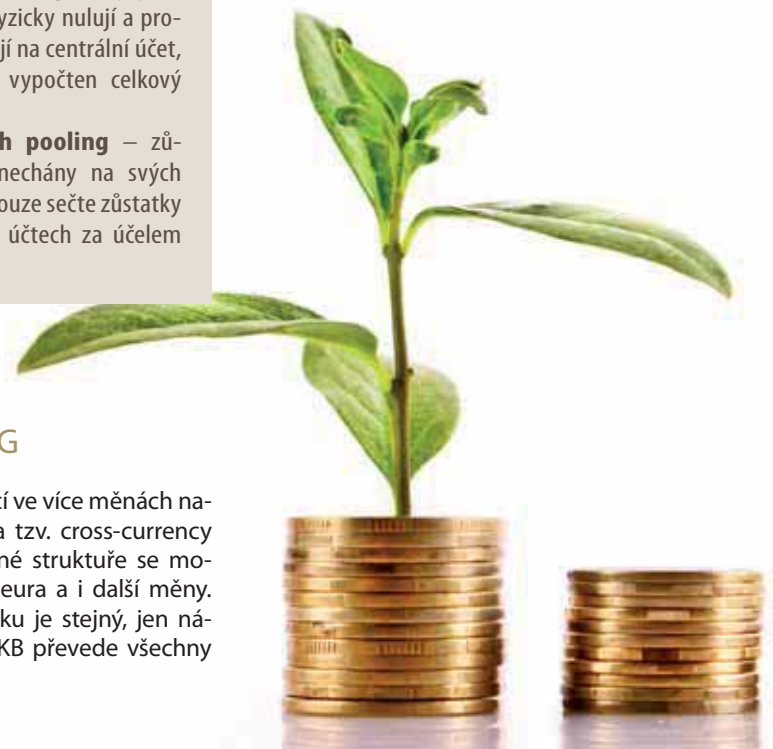 yzicky nulují a pro-
jí na centrální účet,
vypočten celkový
h pooling – zů-
nechány na svých
ouze sečte zůstatky
účtech za účelem
G
cí ve více měnách na-
a tzv. cross-currency
né struktuře se mo-
eura a i další měny.
ku je stejný, jen ná-
KB převede všechny